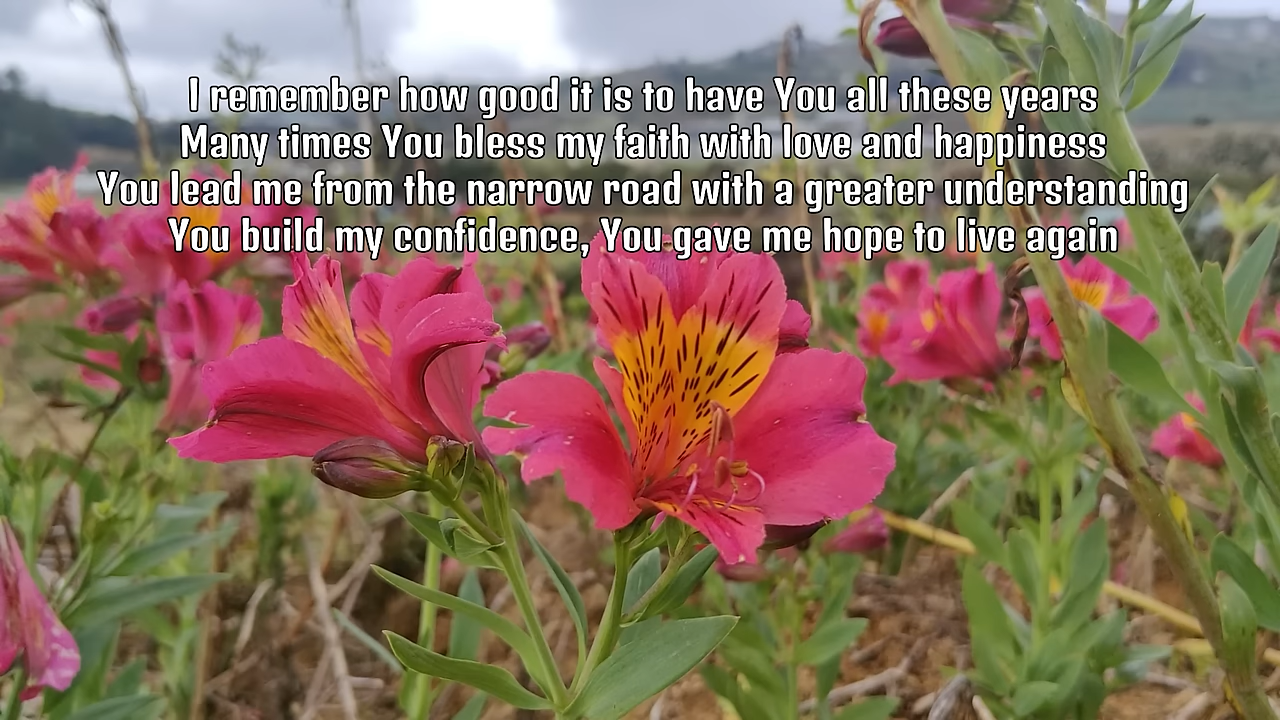 I remember how good it is to have You all these years
Many times You bless my faith with love and happiness
You lead me from the narrow road with a greater understanding
You build my confidence, You gave me hope to live again